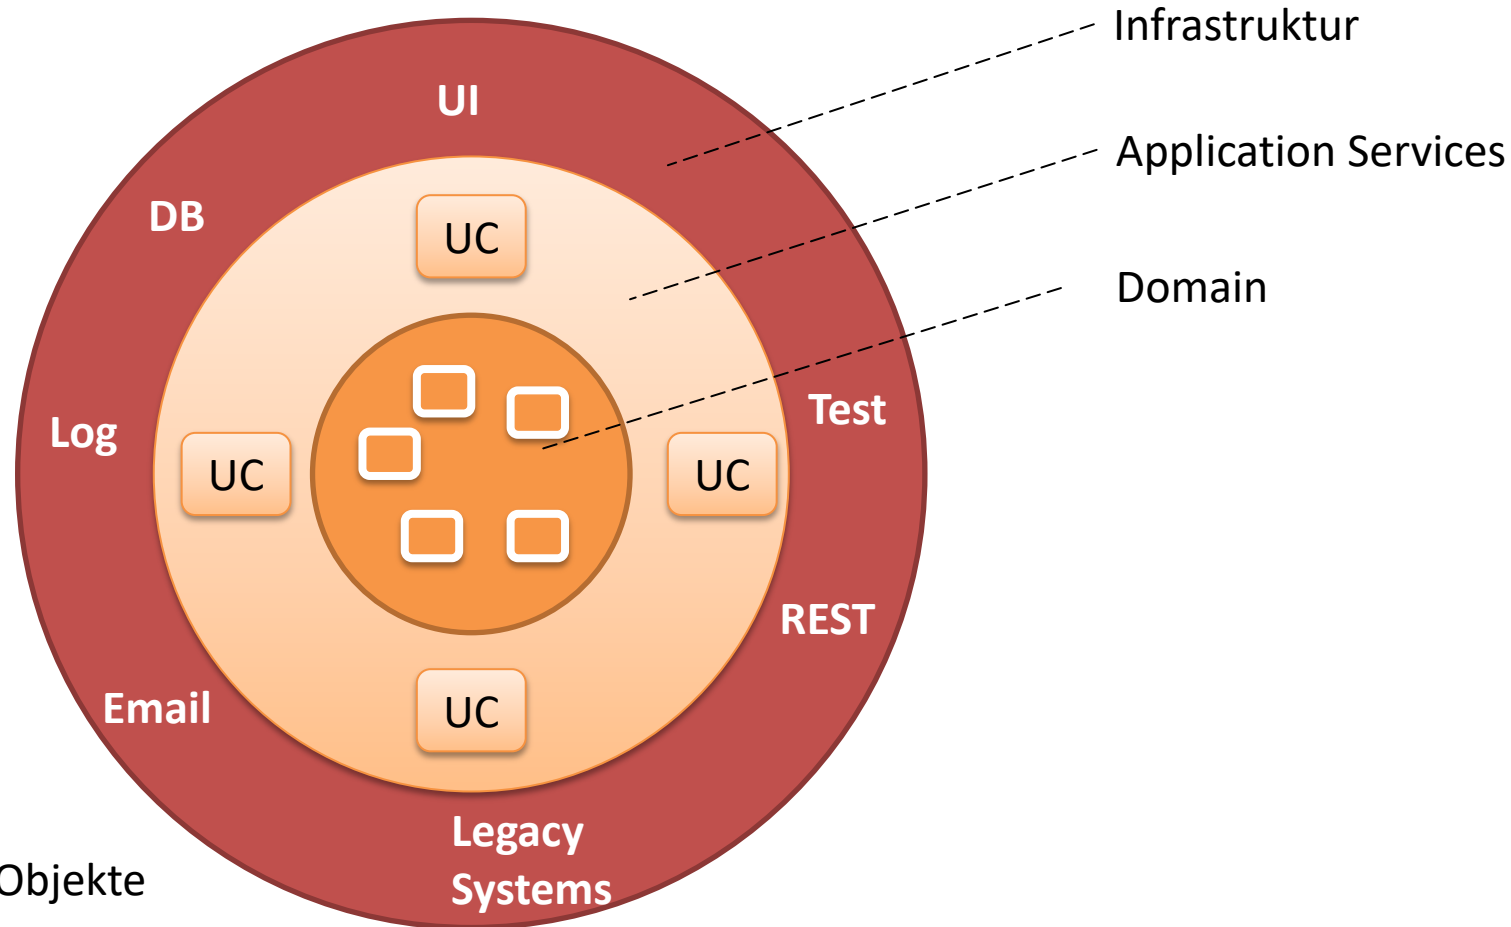 Infrastruktur
UI
Application Services
DB
UC
Domain
Test
Log
UC
UC
REST
Email
UC
Legacy
Systems
Objekte